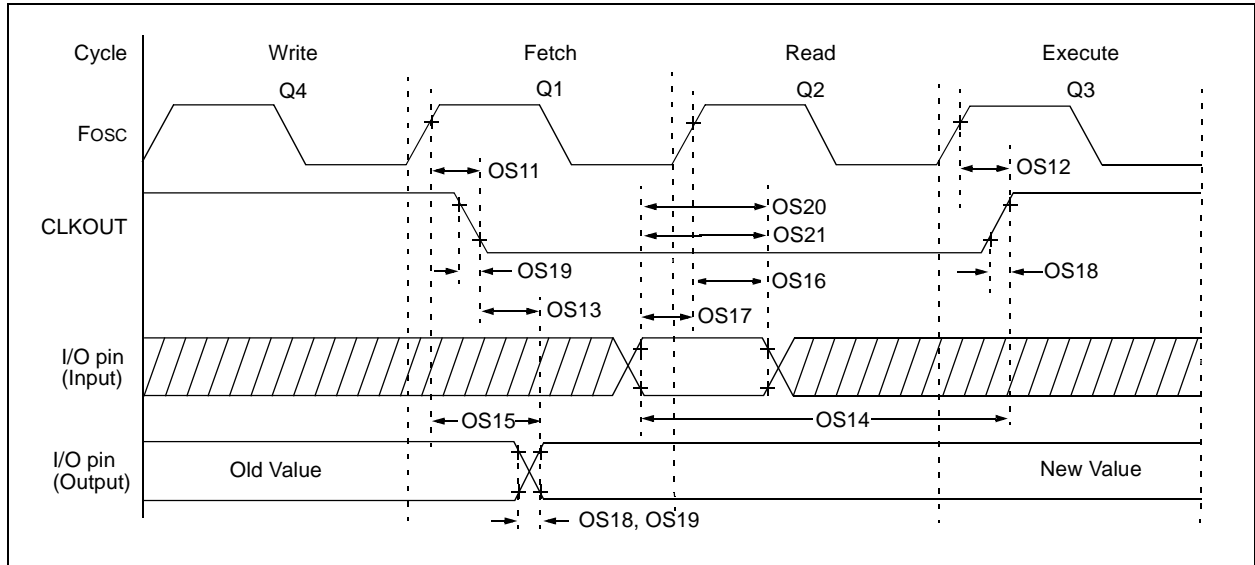 Cycle Write Fetch Read Execute
Q4 Q1 Q2 Q3
Fosc
OS11 OS12
OS20
CLKOUT
OS21
OS19 OS18
OS16
OS13 OS17
I/O pin
(Input)
OS15 OS14
I/O pin
(Output)
Old Value New Value
OS18, OS19